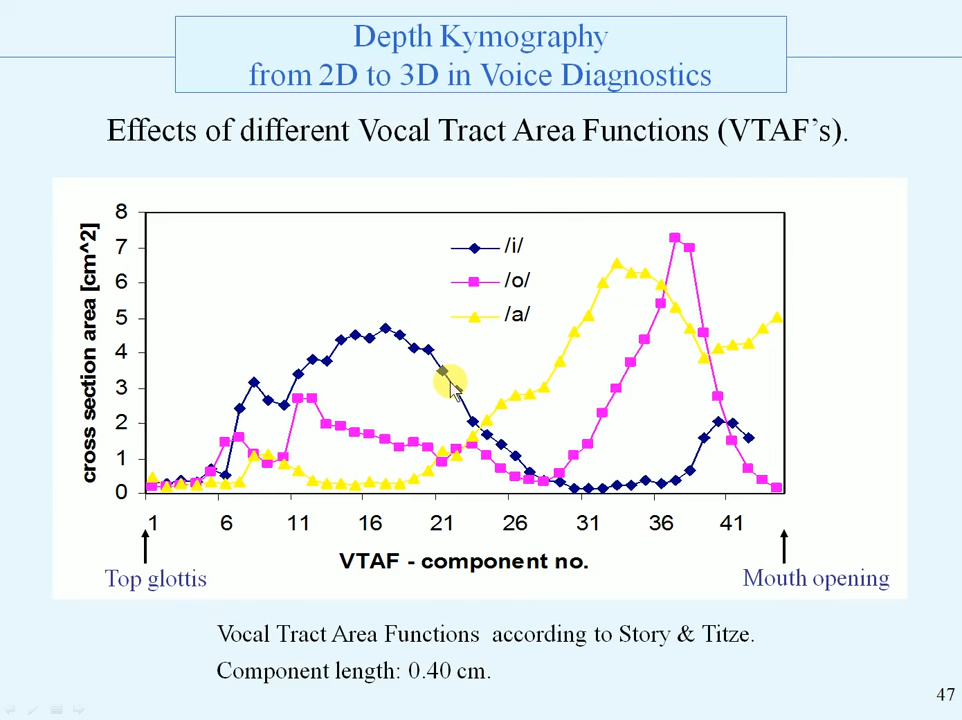 Depth Kymography
from 2D to 3D in Voice Diagnostics
Effects of different Vocal Tract Area Functions (VTAF’s).
cross section area [cm^2]
8
7
6
5
4
3
2
1
0
/i/
/o/
/a/
1 6 11 16 21 26 31 36 41
VTAF - component no.
Top glottis
Mouth opening
Vocal Tract Area Functions according to Story & Titze.
Component length: 0.40 cm.
47